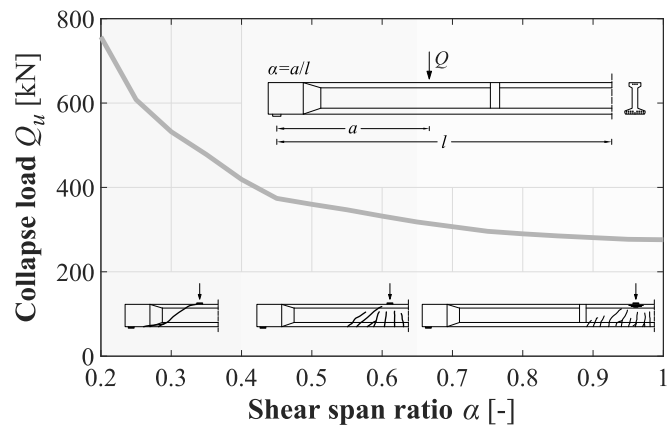 800
600
400
200
0
Collapse load Qᵤ [kN]
α=a/l
Q
a
l
0.2 0.3 0.4 0.5 0.6 0.7 0.8 0.9 1
Shear span ratio α [-]